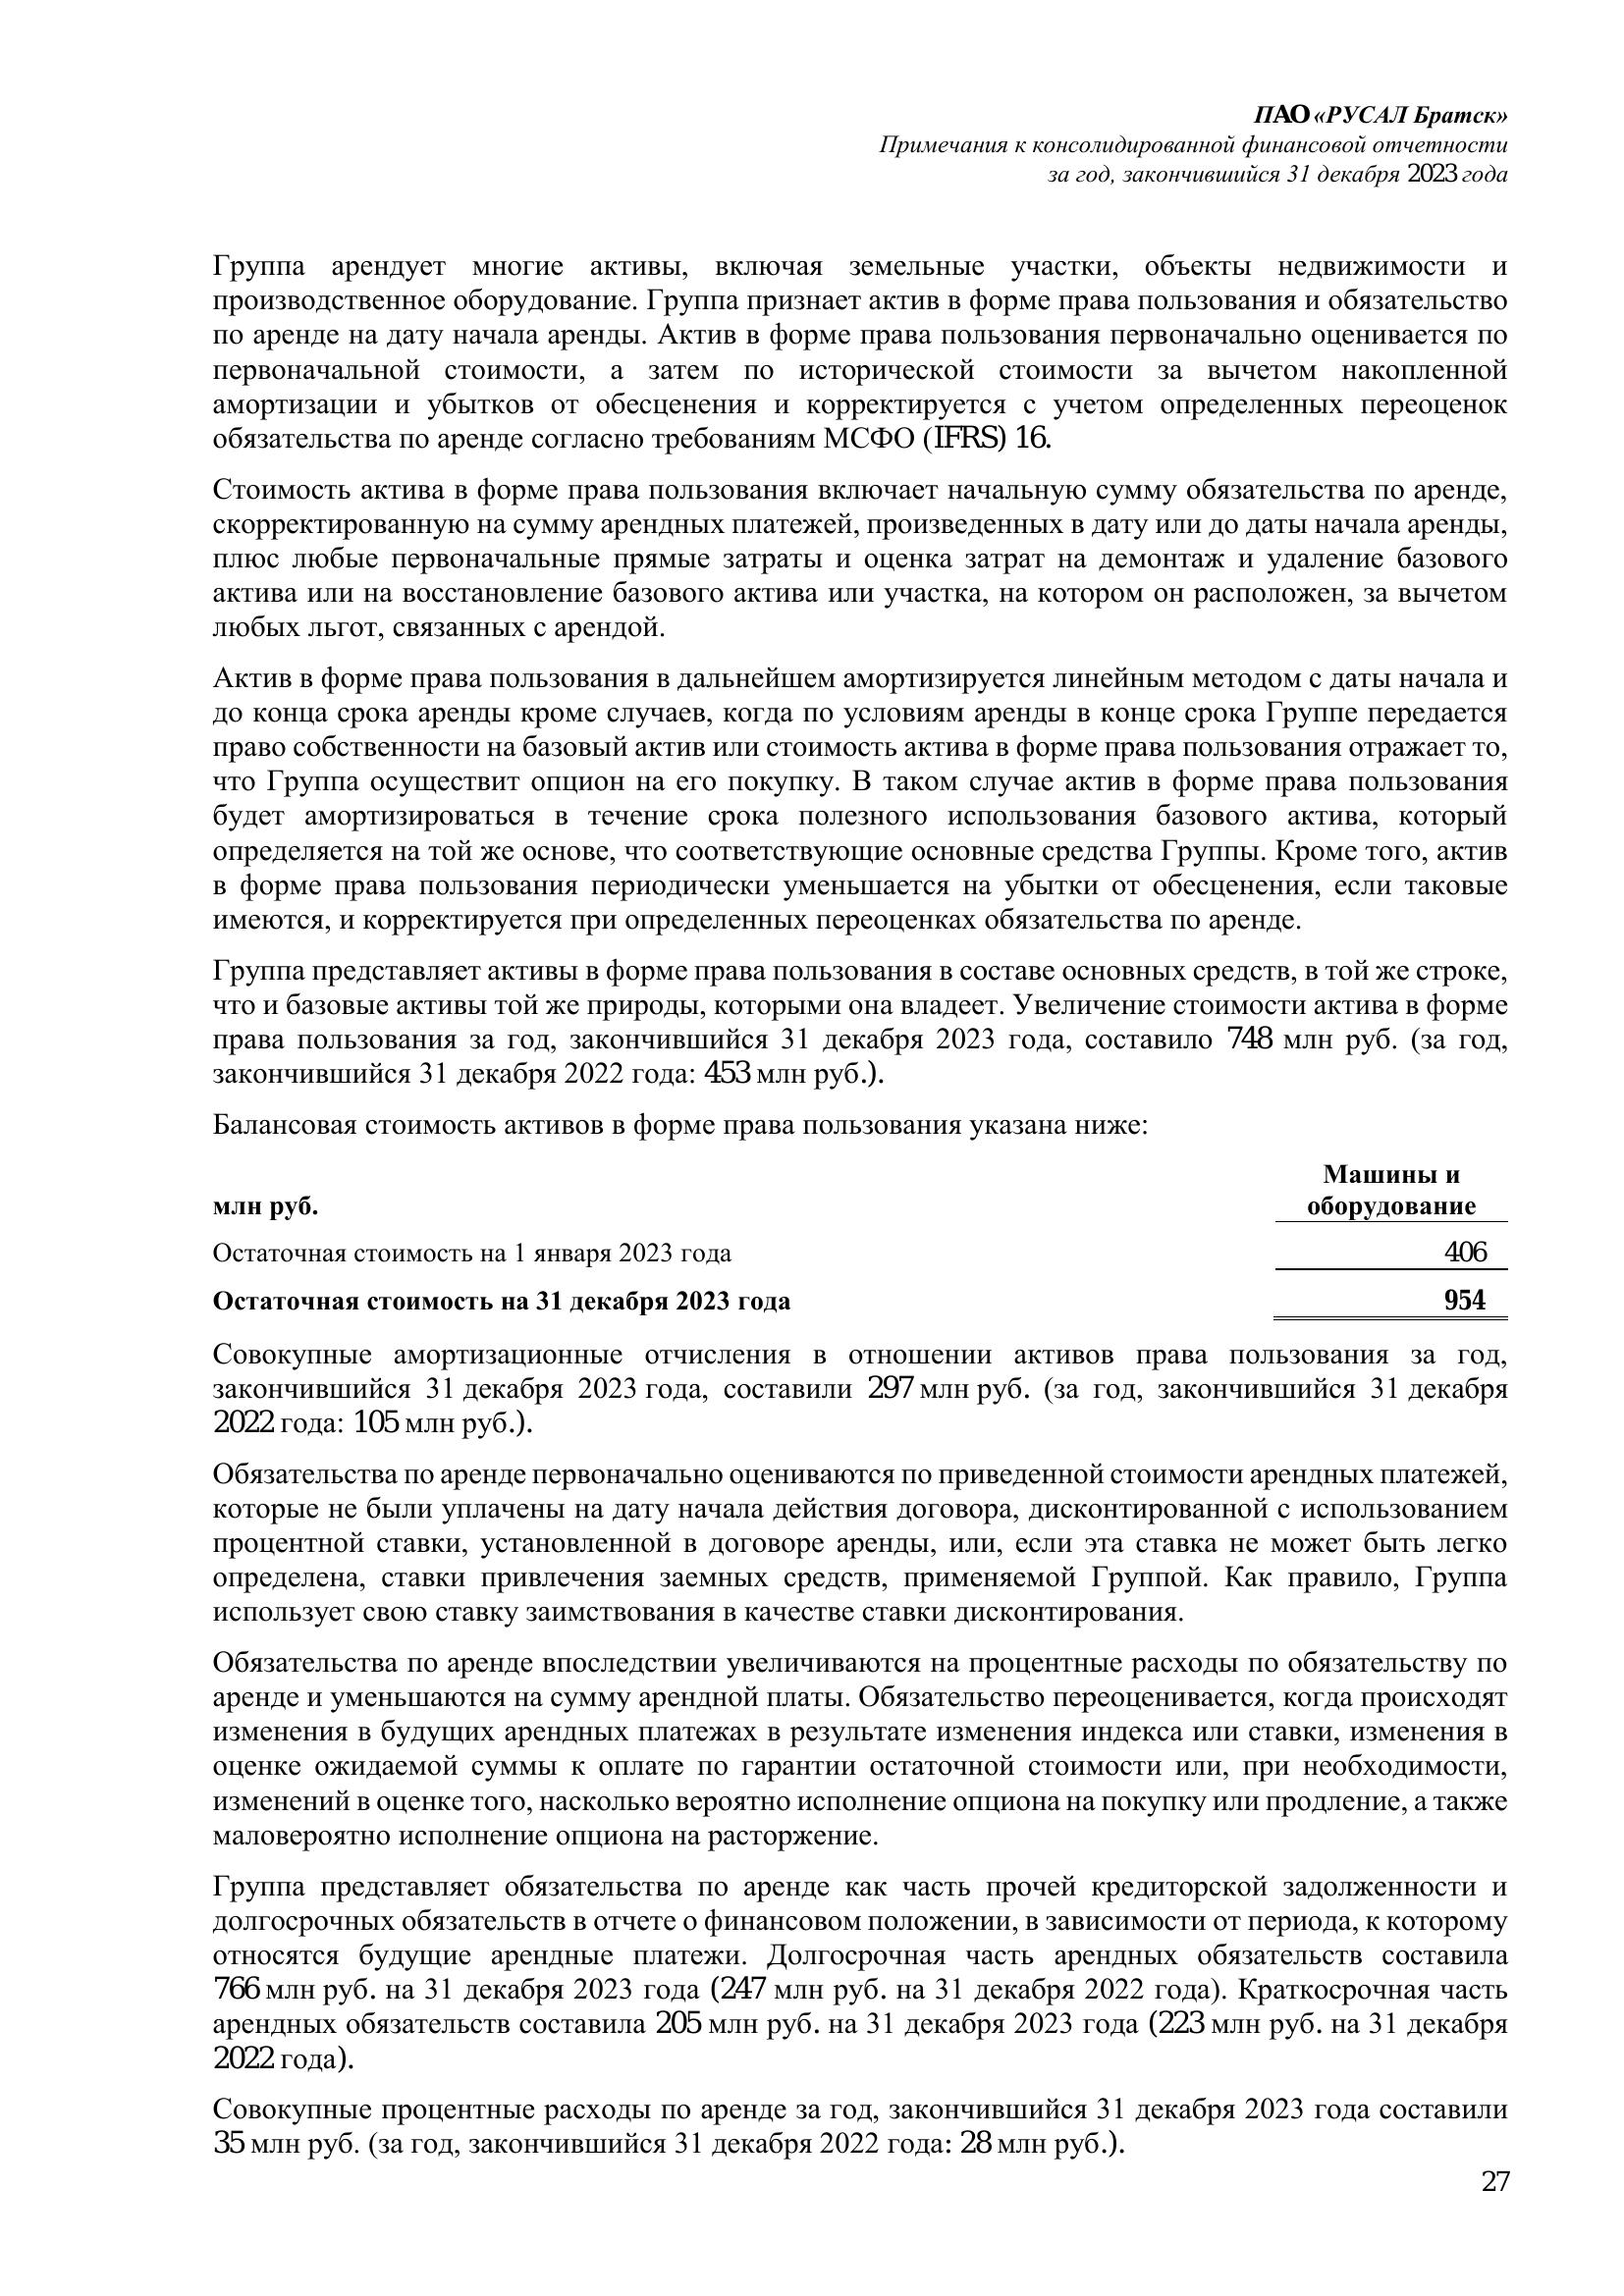 ПАО «РУСАЛ Братск»
Примечания к консолидированной финансовой отчетности
за год, закончившийся 31 декабря 2023 года
Группа арендует многие активы, включая земельные участки, объекты недвижимости и
производственное оборудование. Группа признает актив в форме права пользования и обязательство
по аренде на дату начала аренды. Актив в форме права пользования первоначально оценивается по
первоначальной стоимости, а затем по исторической стоимости за вычетом накопленной
амортизации и убытков от обесценения и корректируется с учетом определенных переоценок
обязательства по аренде согласно требованиям МСФО (IFRS) 16.
Стоимость актива в форме права пользования включает начальную сумму обязательства по аренде,
скорректированную на сумму арендных платежей, произведенных в дату или до даты начала аренды,
плюс любые первоначальные прямые затраты и оценка затрат на демонтаж и удаление базового
актива или на восстановление базового актива или участка, на котором он расположен, за вычетом
любых льгот, связанных с арендой.
Актив в форме права пользования в дальнейшем амортизируется линейным методом с даты начала и
до конца срока аренды кроме случаев, когда по условиям аренды в конце срока Группе передается
право собственности на базовый актив или стоимость актива в форме права пользования отражает то,
что Группа осуществит опцион на его покупку. В таком случае актив в форме права пользования
будет амортизироваться в течение срока полезного использования базового актива, который
определяется на той же основе, что соответствующие основные средства Группы. Кроме того, актив
в форме права пользования периодически уменьшается на убытки от обесценения, если таковые
имеются, и корректируется при определенных переоценках обязательства по аренде.
Группа представляет активы в форме права пользования в составе основных средств, в той же строке,
что и базовые активы той же природы, которыми она владеет. Увеличение стоимости актива в форме
права пользования за год, закончившийся 31 декабря 2023 года, составило 748 млн руб. (за год,
закончившийся 31 декабря 2022 года: 453 млн руб.).
Балансовая стоимость активов в форме права пользования указана ниже:
Машины и
млн руб. оборудование
Остаточная стоимость на 1 января 2023 года 406
Остаточная стоимость на 31 декабря 2023 года 954
Совокупные амортизационные отчисления в отношении активов права пользования за год,
закончившийся 31 декабря 2023 года, составили 297 млн руб. (за год, закончившийся 31 декабря
2022 года: 105 млн руб.).
Обязательства по аренде первоначально оцениваются по приведенной стоимости арендных платежей,
которые не были уплачены на дату начала действия договора, дисконтированной с использованием
процентной ставки, установленной в договоре аренды, или, если эта ставка не может быть легко
определена, ставки привлечения заемных средств, применяемой Группой. Как правило, Группа
использует свою ставку заимствования в качестве ставки дисконтирования.
Обязательства по аренде впоследствии увеличиваются на процентные расходы по обязательству по
аренде и уменьшаются на сумму арендной платы. Обязательство переоценивается, когда происходят
изменения в будущих арендных платежах в результате изменения индекса или ставки, изменения в
оценке ожидаемой суммы к оплате по гарантии остаточной стоимости или, при необходимости,
изменений в оценке того, насколько вероятно исполнение опциона на покупку или продление, а также
маловероятно исполнение опциона на расторжение.
Группа представляет обязательства по аренде как часть прочей кредиторской задолженности и
долгосрочных обязательств в отчете о финансовом положении, в зависимости от периода, к которому
относятся будущие арендные платежи. Долгосрочная часть арендных обязательств составила
766 млн руб. на 31 декабря 2023 года (247 млн руб. на 31 декабря 2022 года). Краткосрочная часть
арендных обязательств составила 205 млн руб. на 31 декабря 2023 года (223 млн руб. на 31 декабря
2022 года).
Совокупные процентные расходы по аренде за год, закончившийся 31 декабря 2023 года составили
35 млн руб. (за год, закончившийся 31 декабря 2022 года: 28 млн руб.).
27